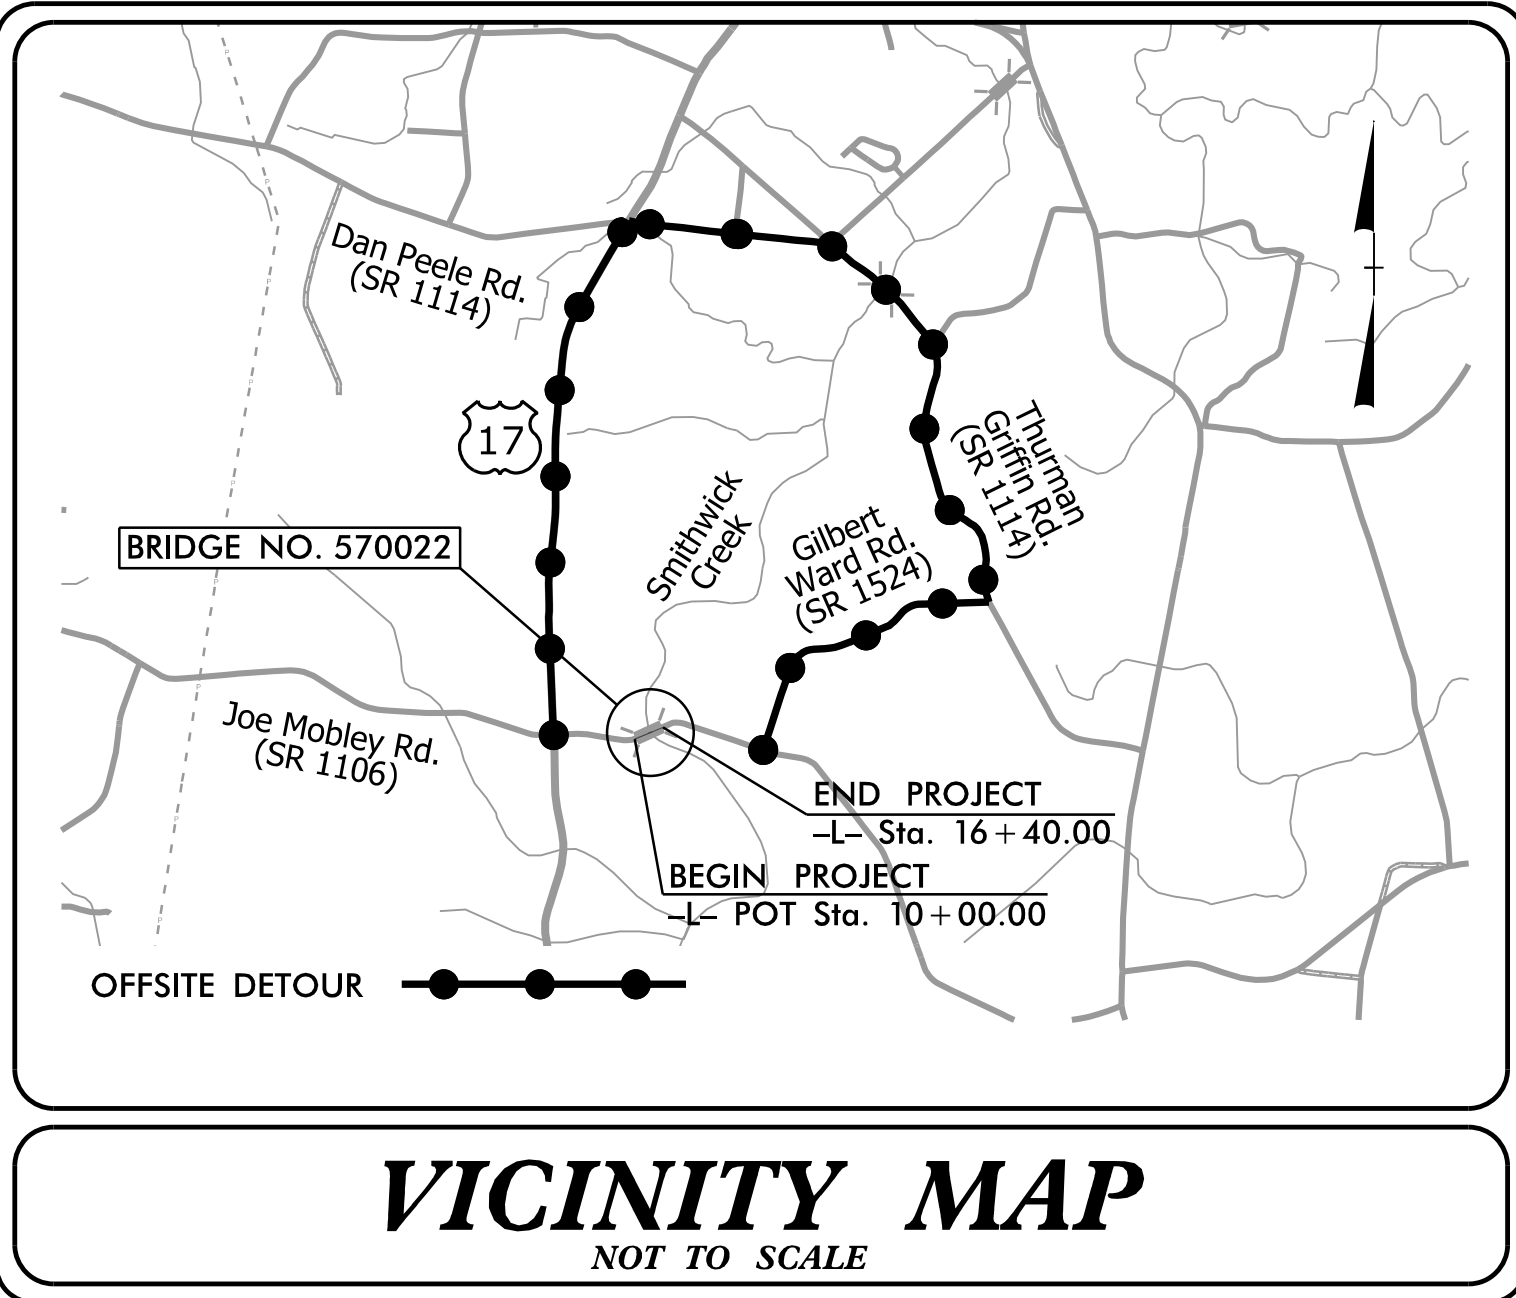 Dan Peele Rd.
(SR 1114)
17
Thurman
Griffin Rd.
(SR 1114)
Smithwick
Creek
Gilbert
Ward Rd.
(SR 1524)
BRIDGE NO. 570022
Joe Mobley Rd.
(SR 1106)
END PROJECT
–L– Sta. 16+40.00
BEGIN PROJECT
–L– POT Sta. 10+00.00
OFFSITE DETOUR
VICINITY MAP
NOT TO SCALE